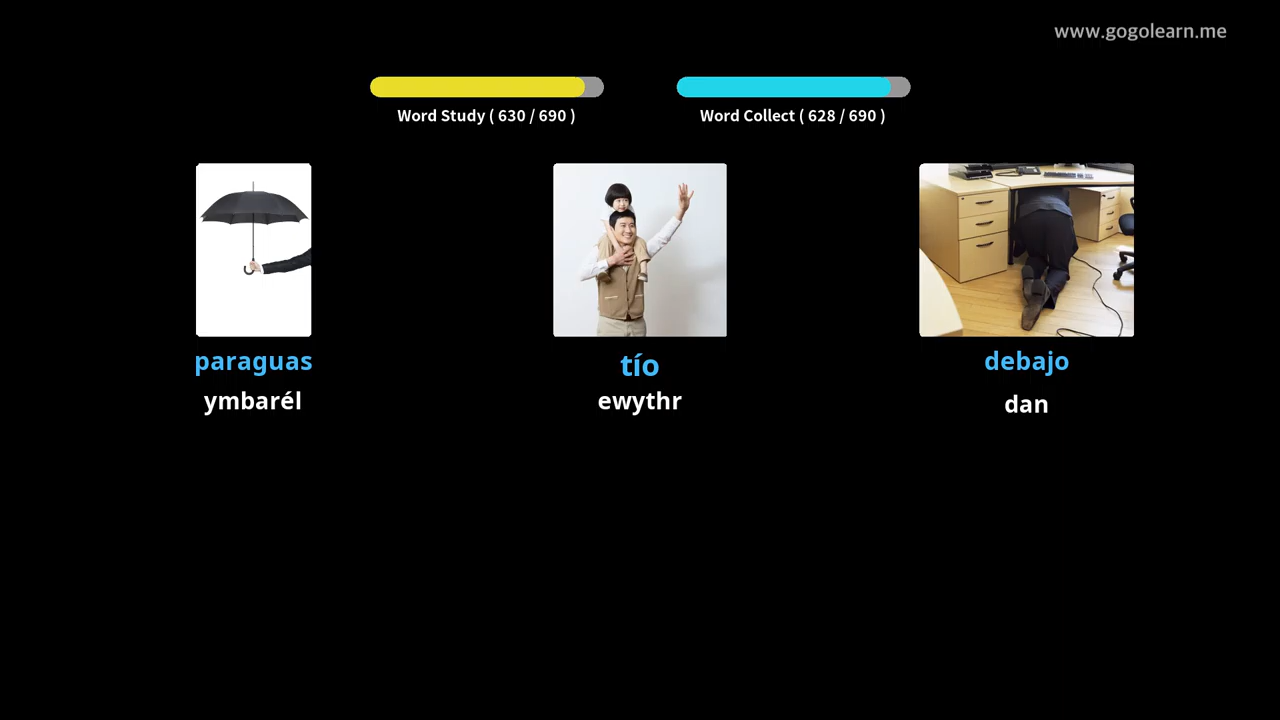 www.gogolearn.me
Word Study ( 630 / 690 )
Word Collect ( 628 / 690 )
paraguas
tío
debajo
ymbarél
ewythr
dan